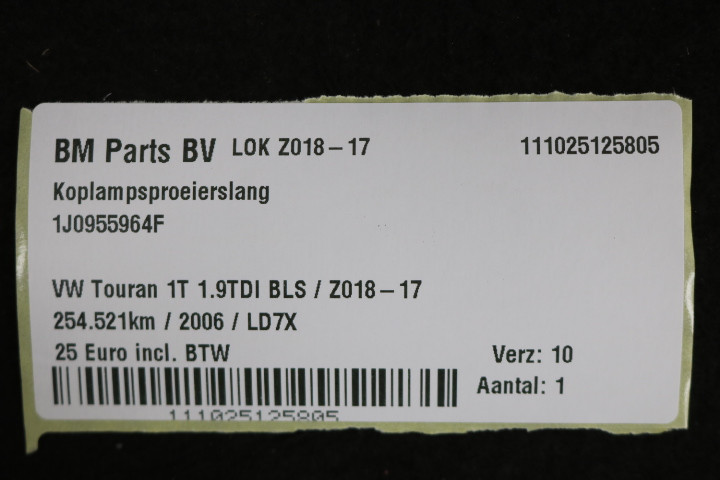 BM Parts BV LOK Z018-17 111025125805
Koplampsproeierslang
1J0955964F
VW Touran 1T 1.9TDI BLS / Z018-17
254.521km / 2006 / LD7X
25 Euro incl. BTW Verz: 10
Aantal: 1
111025125805